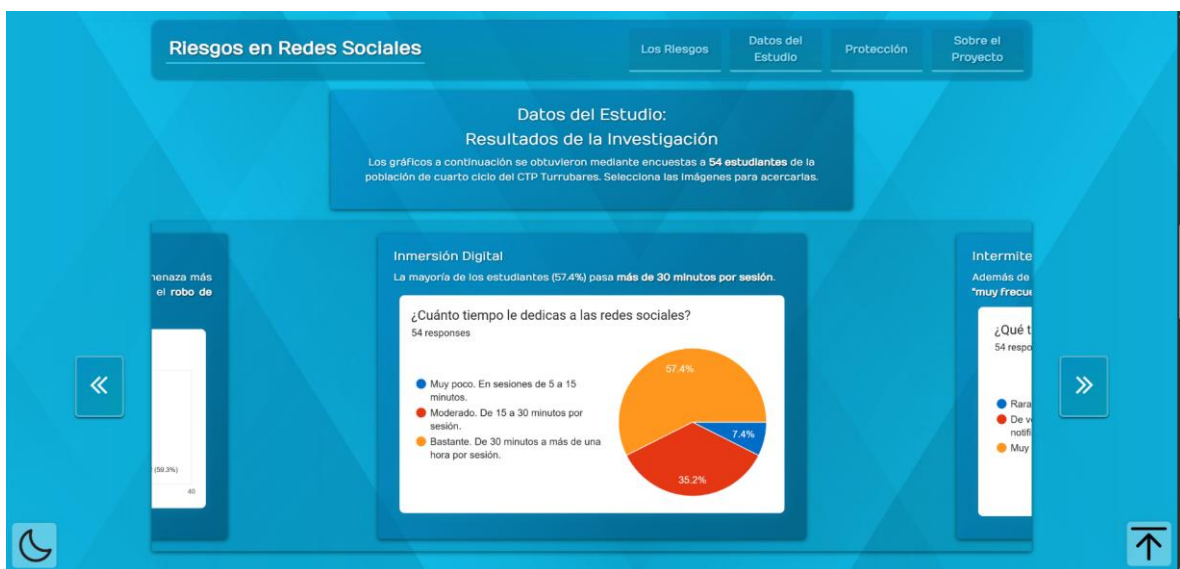 Riesgos en Redes Sociales
Los Riesgos
Datos del
Estudio
Protección
Sobre el
Proyecto
Datos del Estudio:
Resultados de la Investigación
Los gráficos a continuación se obtuvieron mediante encuestas a 54 estudiantes de la
población de cuarto ciclo del CTP Turrubares. Selecciona las imágenes para acercarlas.
más
el robo de
(59.3%)
40
Inmersión Digital
La mayoría de los estudiantes (57.4%) pasa más de 30 minutos por sesión.
¿Cuánto tiempo le dedicas a las redes sociales?
54 responses
Muy poco. En sesiones de 5 a 15
minutos.
Moderado. De 15 a 30 minutos por
sesión.
Bastante. De 30 minutos a más de una
hora por sesión.
57.4%
7.4%
35.2%
Intermite
Además de
"muy frecue
¿Qué t
54 respo
Rara
De v
notifi
Muy